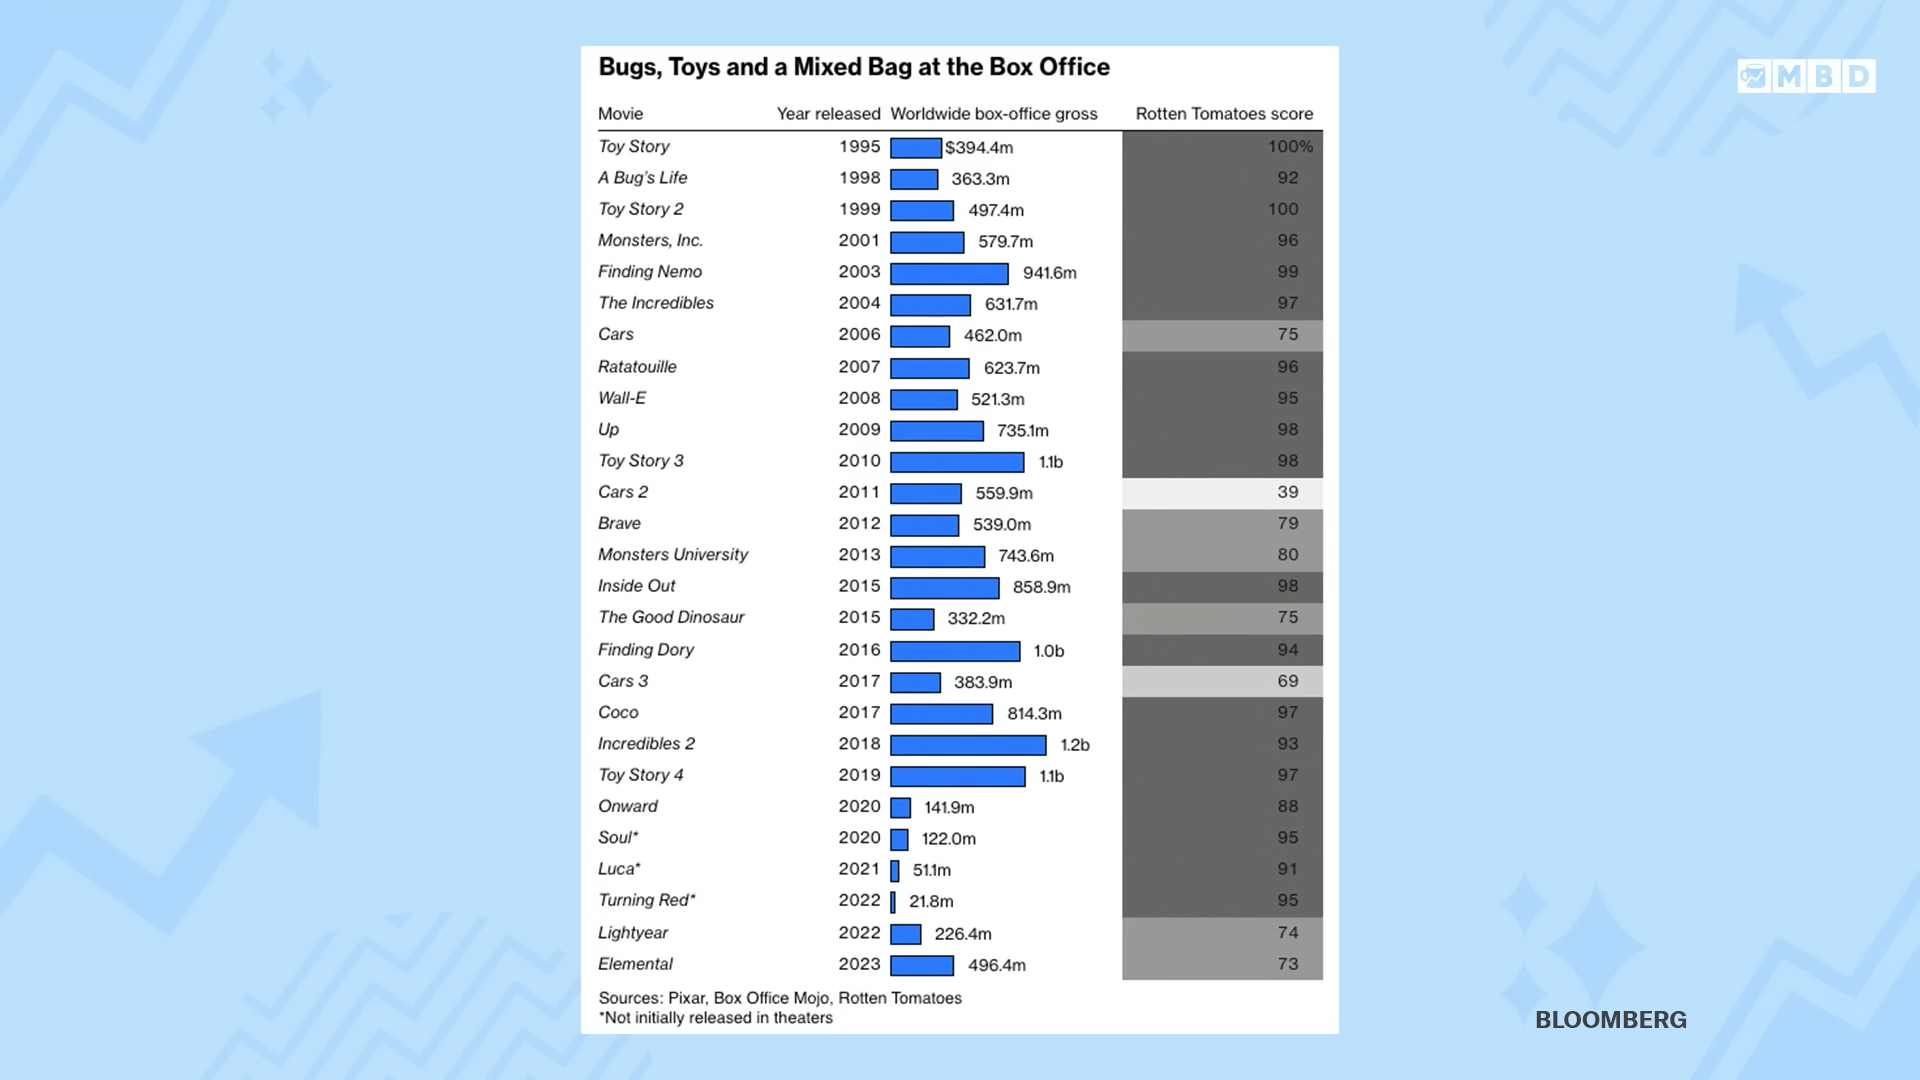 MBD
Bugs, Toys and a Mixed Bag at the Box Office
Movie Year released Worldwide box-office gross Rotten Tomatoes score
Toy Story 1995 $394.4m 100%
A Bug's Life 1998 363.3m 92
Toy Story 2 1999 497.4m 100
Monsters, Inc. 2001 579.7m 96
Finding Nemo 2003 941.6m 99
The Incredibles 2004 631.7m 97
Cars 2006 462.0m 75
Ratatouille 2007 623.7m 96
Wall-E 2008 521.3m 95
Up 2009 735.1m 98
Toy Story 3 2010 1.1b 98
Cars 2 2011 559.9m 39
Brave 2012 539.0m 79
Monsters University 2013 743.6m 80
Inside Out 2015 858.9m 98
The Good Dinosaur 2015 332.2m 75
Finding Dory 2016 1.0b 94
Cars 3 2017 383.9m 69
Coco 2017 814.3m 97
Incredibles 2 2018 1.2b 93
Toy Story 4 2019 1.1b 97
Onward 2020 141.9m 88
Soul* 2020 122.0m 95
Luca* 2021 51.1m 91
Turning Red* 2022 21.8m 95
Lightyear 2022 226.4m 74
Elemental 2023 496.4m 73
Sources: Pixar, Box Office Mojo, Rotten Tomatoes
*Not initially released in theaters
BLOOMBERG